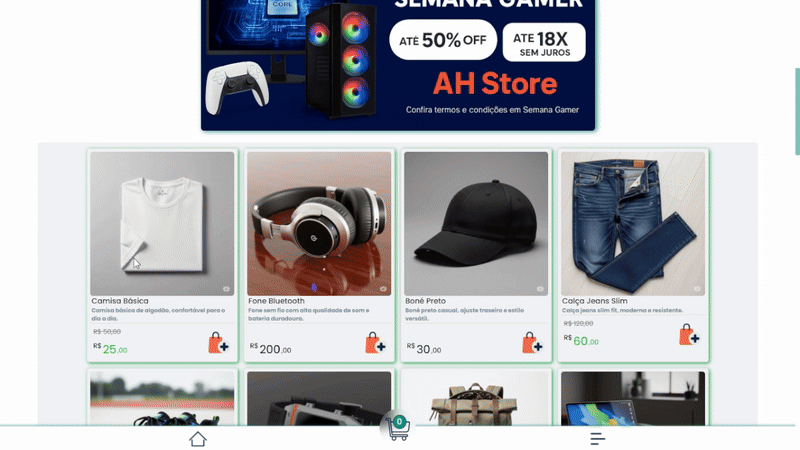 CORE
SEMANA GAMER
ATÉ 50% OFF
ATE 18X
SEM JUROS
AH Store
Confira termos e condições em Semana Gamer
Camisa Básica
Camisa básica de algodão, confortável para o
dia a dia.
R$ 50,00
R$ 25,00
Fone Bluetooth
Fone sem fio com alta qualidade de som e
bateria duradoura.
R$ 200,00
Boné Preto
Boné preto casual, ajuste traseiro e estilo
versátil.
R$ 30,00
Calça Jeans Slim
Calça jeans slim fit, moderna e resistente.
R$ 120,00
R$ 60,00
0